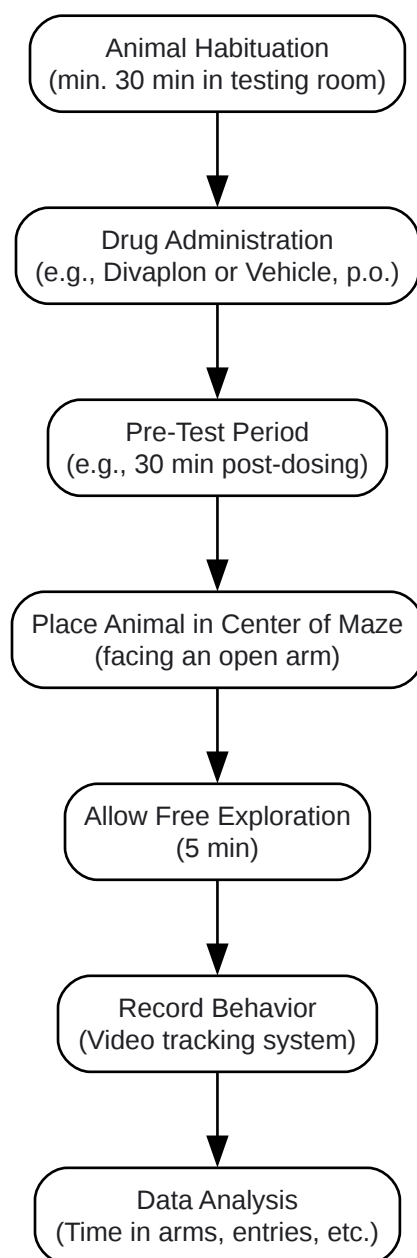 Animal Habituation
(min. 30 min in testing room)
Drug Administration
(e.g., Divaplon or Vehicle, p.o.)
Pre-Test Period
(e.g., 30 min post-dosing)
Place Animal in Center of Maze
(facing an open arm)
Allow Free Exploration
(5 min)
Record Behavior
(Video tracking system)
Data Analysis
(Time in arms, entries, etc.)